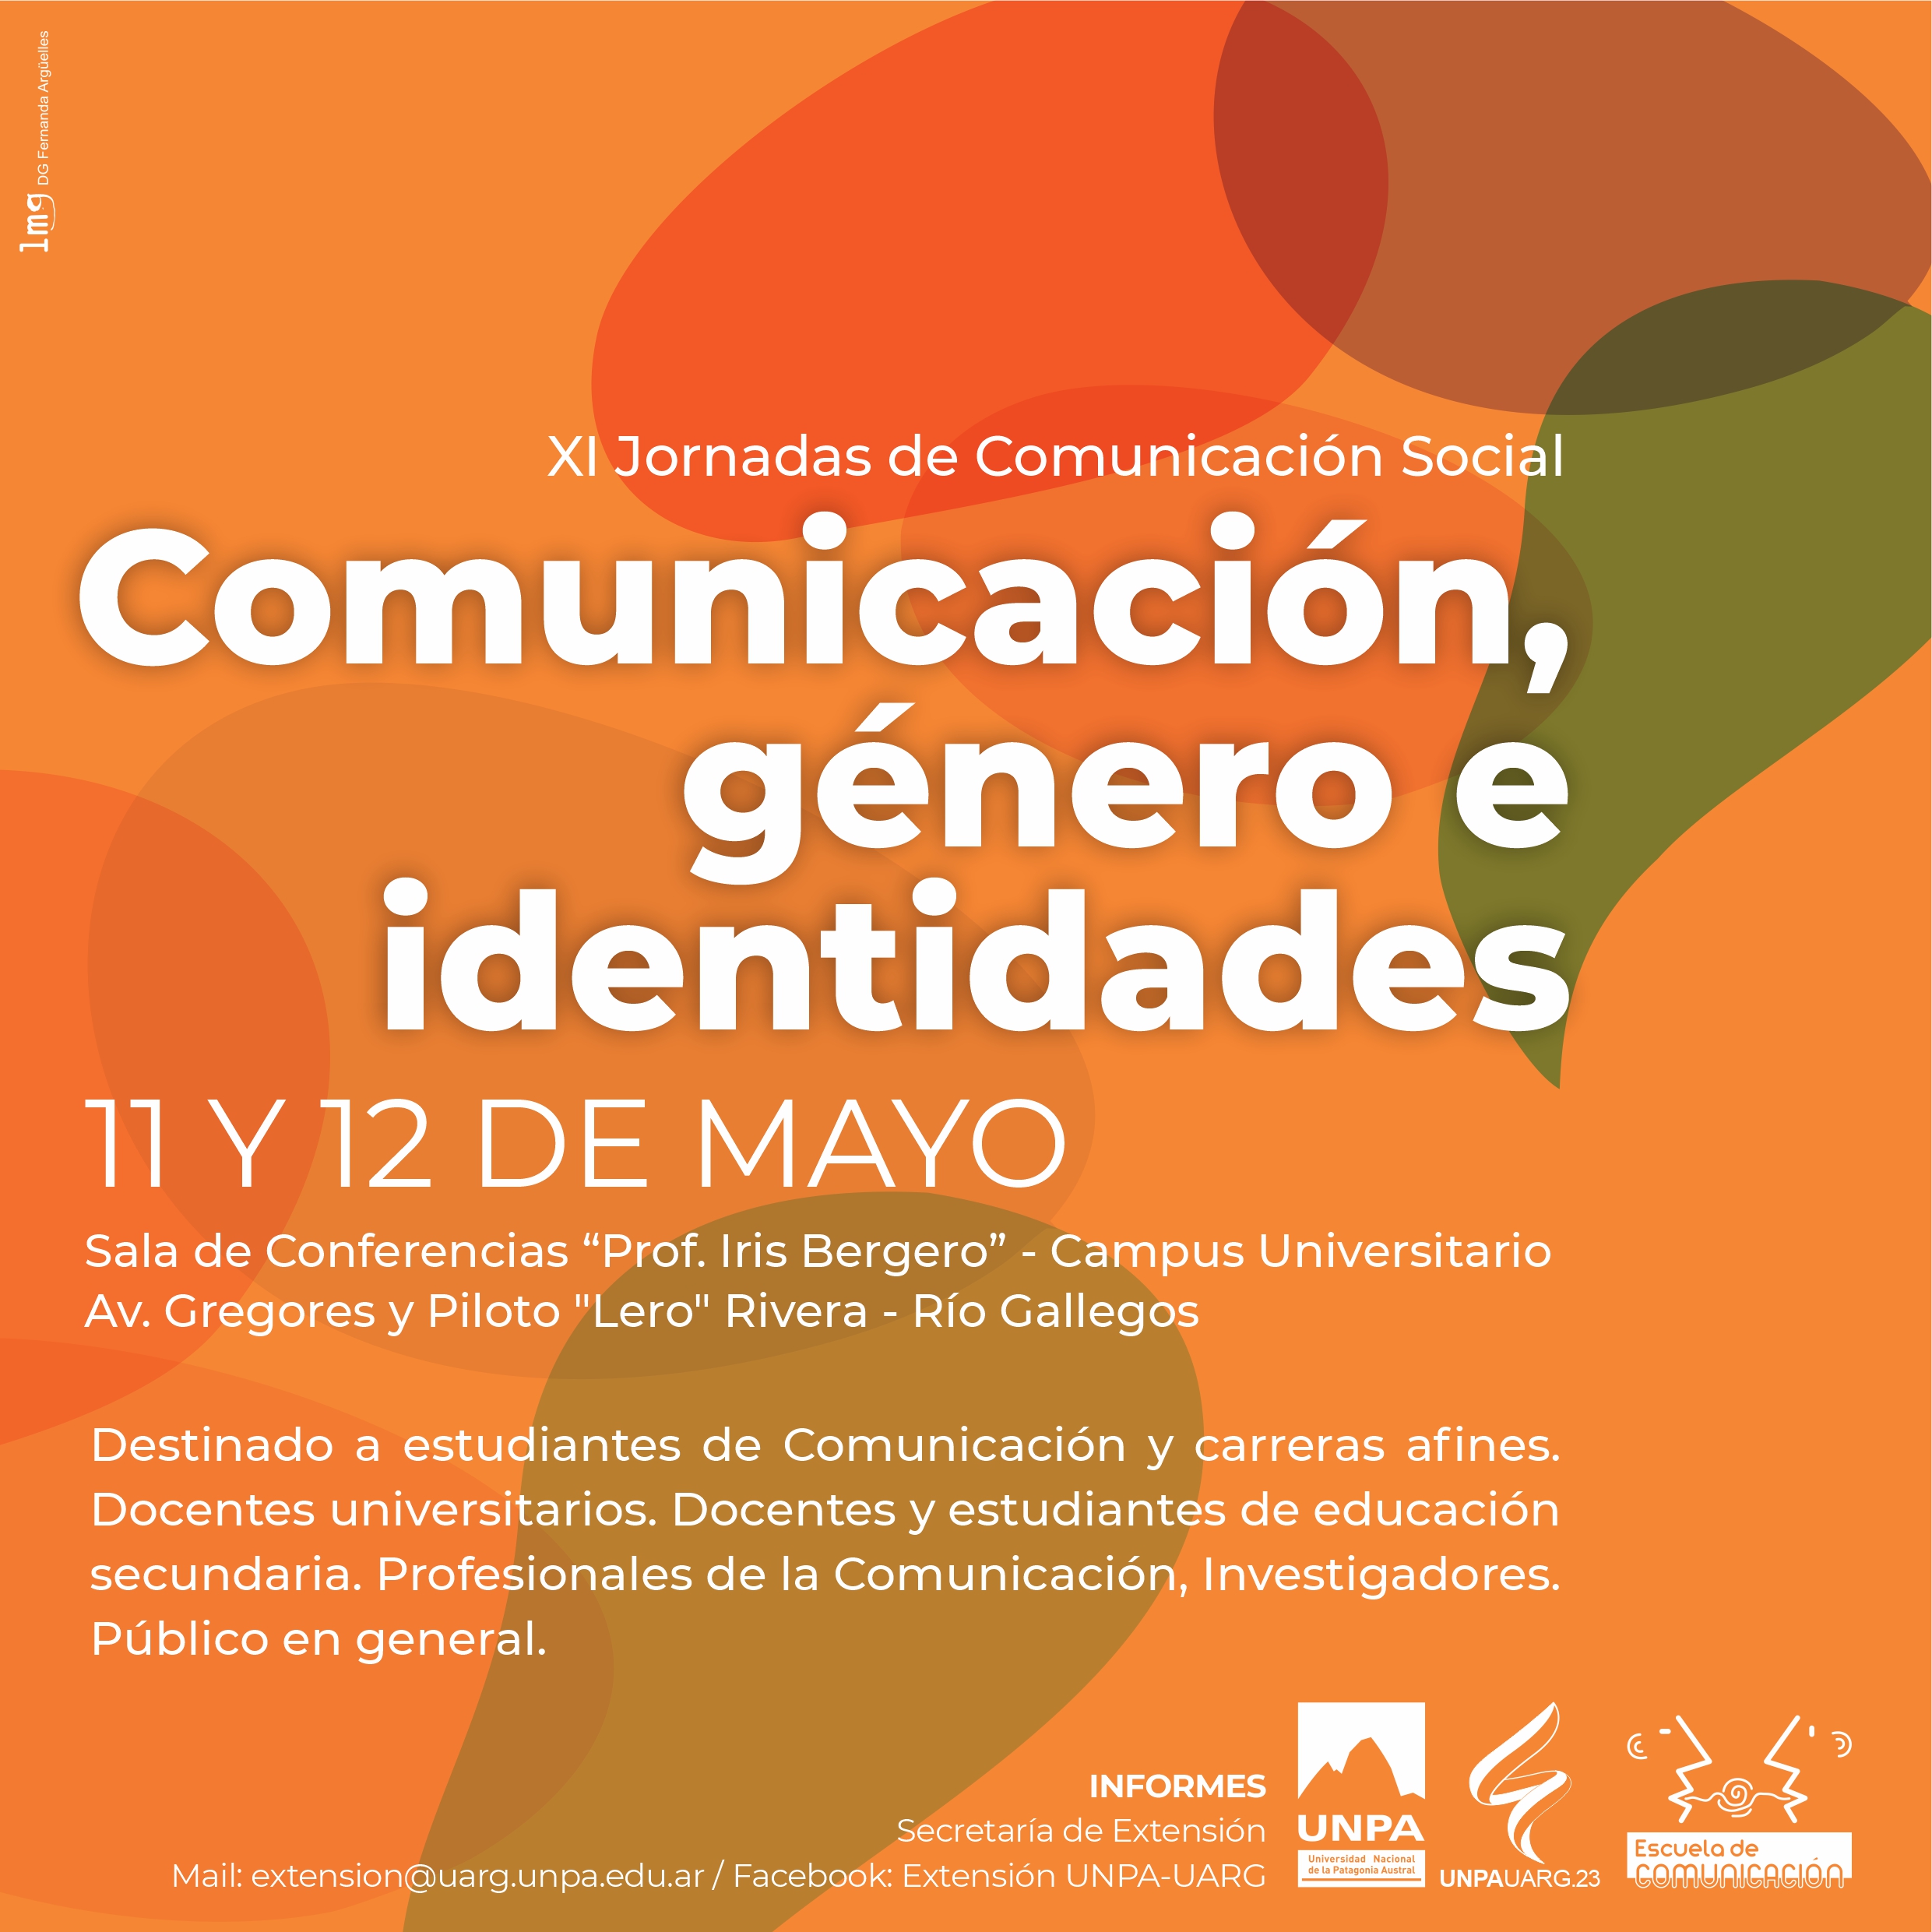 lmg DG Fernanda Argüelles
XI Jornadas de Comunicación Social
Comunicación,
género e
identidades
11 Y 12 DE MAYO
Sala de Conferencias “Prof. Iris Bergero” - Campus Universitario
Av. Gregores y Piloto "Lero" Rivera - Río Gallegos
Destinado a estudiantes de Comunicación y carreras afines.
Docentes universitarios. Docentes y estudiantes de educación
secundaria. Profesionales de la Comunicación, Investigadores.
Público en general.
INFORMES
Secretaría de Extensión
Mail: extension@uarg.unpa.edu.ar / Facebook: Extensión UNPA-UARG
UNPA
Universidad Nacional
de la Patagonia Austral
UNPAUARG.23
Escuela de
COMUNICACIÓN